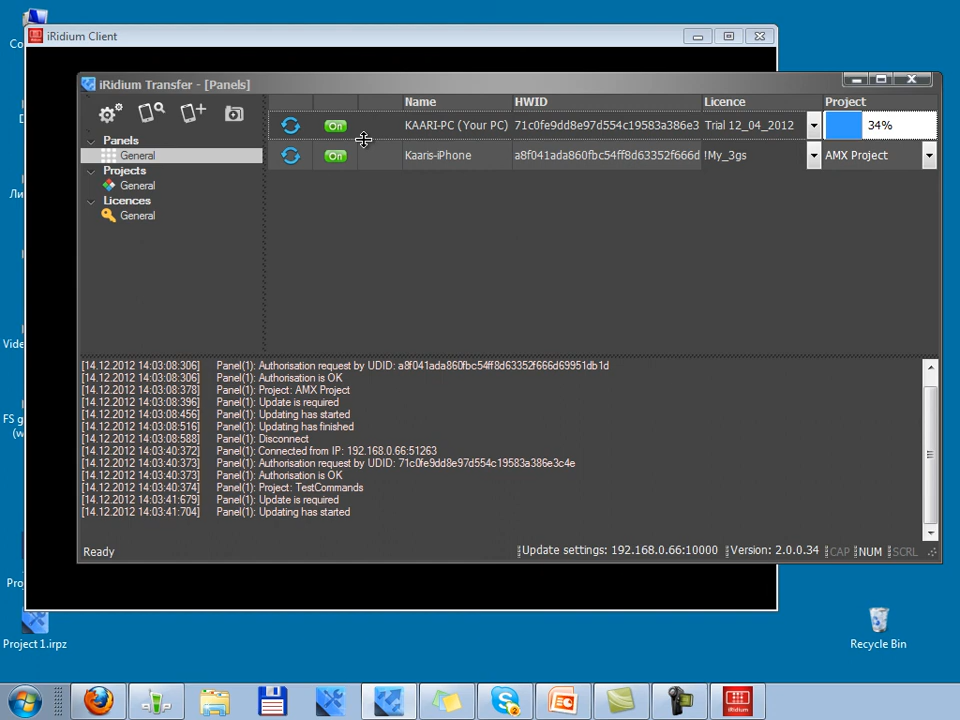 iRidium Client
iRidium Transfer - [Panels]
Name HWID Licence Project
On KAARI-PC (Your PC) 71c0fe9dd8e97d554c19583a386e3 Trial 12_04_2012 34%
On Kaaris-iPhone a8f041ada860fbc54ff8d63352f666d !My_3gs AMX Project
Panels
General
Projects
General
Licences
General
[14.12.2012 14:03:08:306] Panel(1): Authorisation request by UDID: a8f041ada860fbc54ff8d63352f666d69951db1d
[14.12.2012 14:03:08:306] Panel(1): Authorisation is OK
[14.12.2012 14:03:08:378] Panel(1): Project: AMX Project
[14.12.2012 14:03:08:396] Panel(1): Update is required
[14.12.2012 14:03:08:456] Panel(1): Updating has started
[14.12.2012 14:03:08:516] Panel(1): Updating has finished
[14.12.2012 14:03:08:588] Panel(1): Disconnect
[14.12.2012 14:03:40:372] Panel(1): Connected from IP: 192.168.0.66:51263
[14.12.2012 14:03:40:373] Panel(1): Authorisation request by UDID: 71c0fe9dd8e97d554c19583a386e3c4e
[14.12.2012 14:03:40:373] Panel(1): Authorisation is OK
[14.12.2012 14:03:40:374] Panel(1): Project: TestCommands
[14.12.2012 14:03:41:679] Panel(1): Update is required
[14.12.2012 14:03:41:704] Panel(1): Updating has started
Ready Update settings: 192.168.0.66:10000 Version: 2.0.0.34 CAP NUM SCRL
Co
Ли
Vide
FS g
(w
Proj
Project 1.irpz
Recycle Bin
2
iRidium